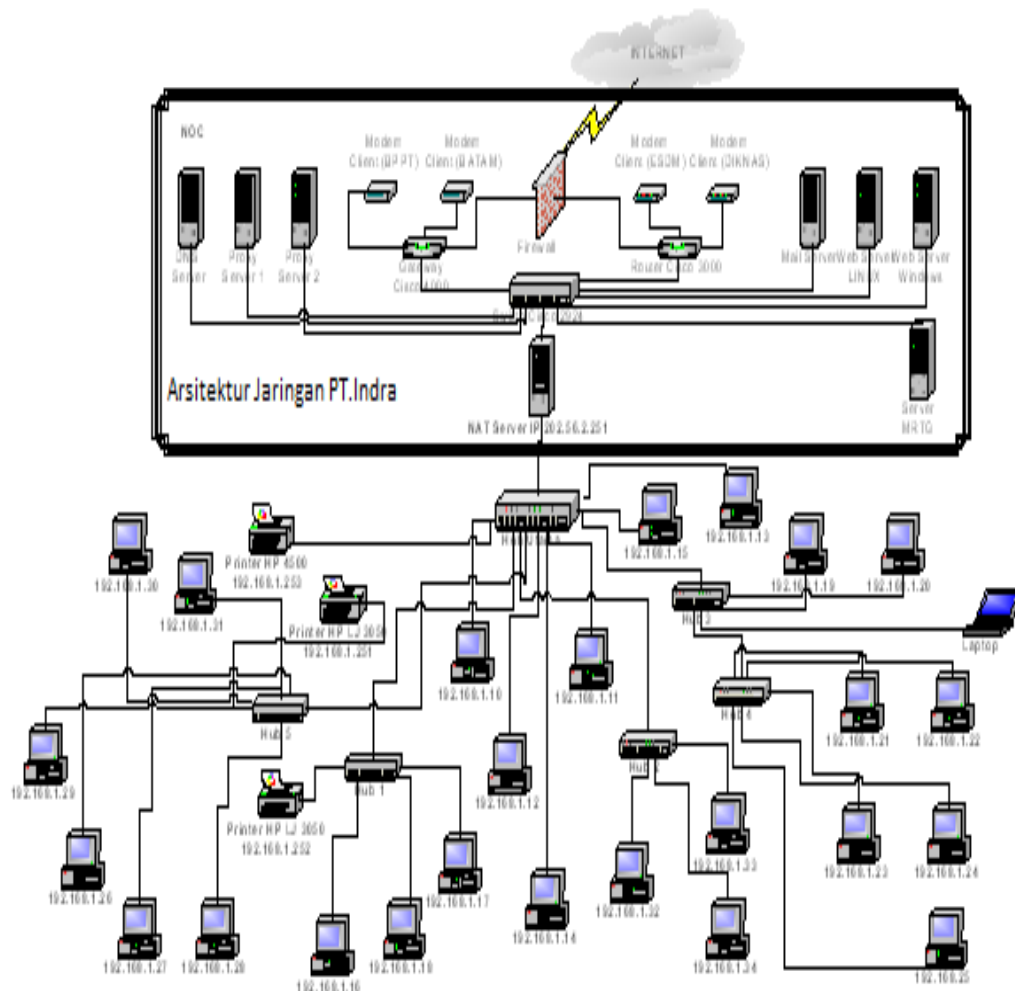 INTERNET
NOC
Modem
Client (BPPT)
Modem
Client (BATAM)
Modem
Client (ESDM)
Modem
Client (DIKNAS)
Firewall
DNS
Server
Proxy
Server 1
Proxy
Server 2
Gateway
Cisco 4000
Router Cisco 3000
Mail Server
Web Server
LINUX
Web Server
Windows
Cisco 2924
Arsitektur Jaringan PT.Indra
NAT Server IP 202.56.2.251
Server
MRTG
192.168.1.30
192.168.1.31
Printer HP 4500
192.168.1.253
Printer HP LJ 3050
192.168.1.251
Hub
192.168.1.15
192.168.1.13
192.168.1.19
192.168.1.20
Hub 3
Laptop
192.168.1.10
192.168.1.11
Hub 4
192.168.1.21
192.168.1.22
Hub 5
192.168.1.29
Hub 1
Printer HP LJ 3050
192.168.1.252
192.168.1.12
Hub 2
192.168.1.33
192.168.1.23
192.168.1.24
192.168.1.26
192.168.1.17
192.168.1.32
192.168.1.27
192.168.1.28
192.168.1.16
192.168.1.18
192.168.1.14
192.168.1.34
192.168.25